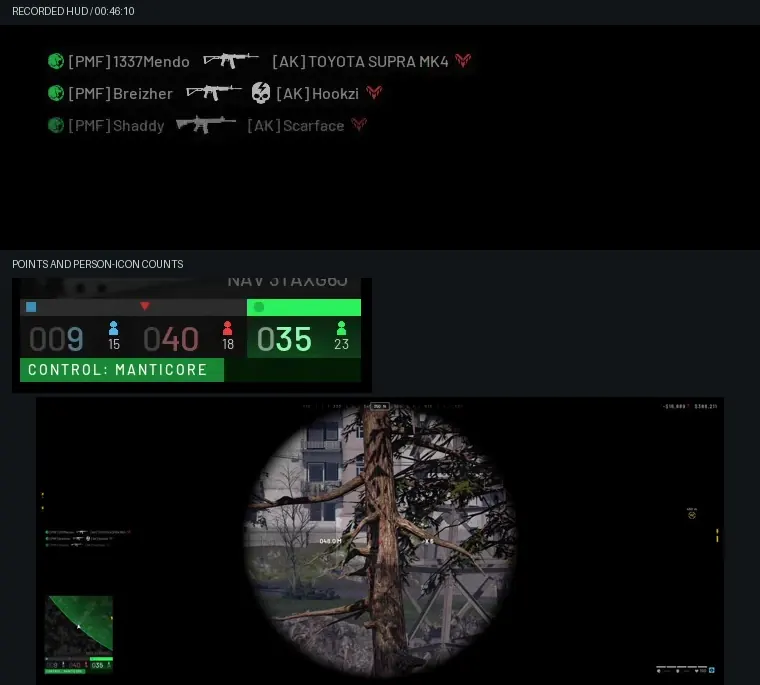 RECORDED HUD / 00:46:10
[PMF] 1337Mendo [AK] TOYOTA SUPRA MK4
[PMF] Breizher [AK] Hookzi
[PMF] Shaddy [AK] Scarface
POINTS AND PERSON-ICON COUNTS
009 15 040 18 035 23
CONTROL: MANTICORE